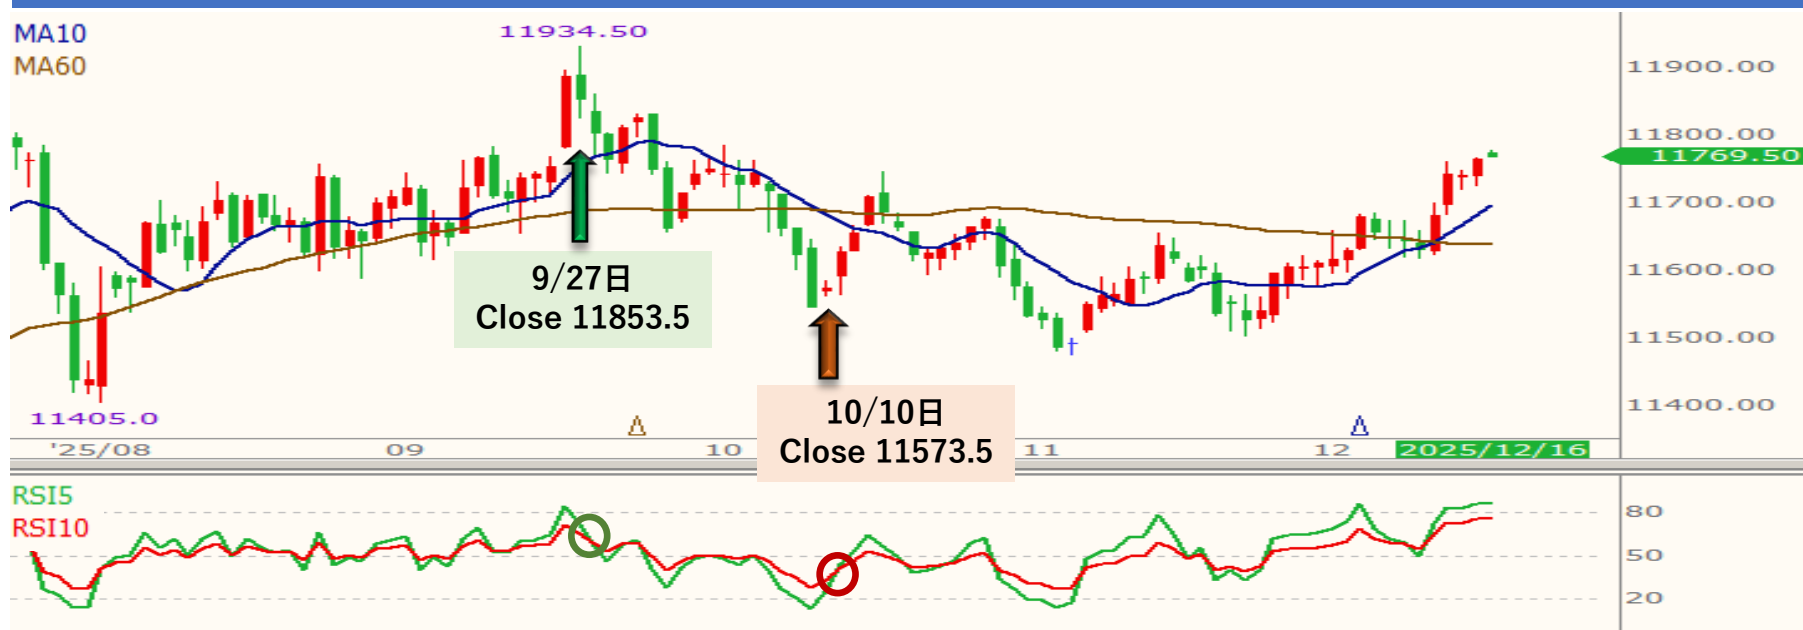 MA10
MA60
11934.50
11900.00
11800.00
11769.50
11700.00
11600.00
11500.00
11400.00
9/27日
Close 11853.5
10/10日
Close 11573.5
11405.0
'25/08
09
10
11
12
2025/12/16
RSI5
RSI10
80
50
20